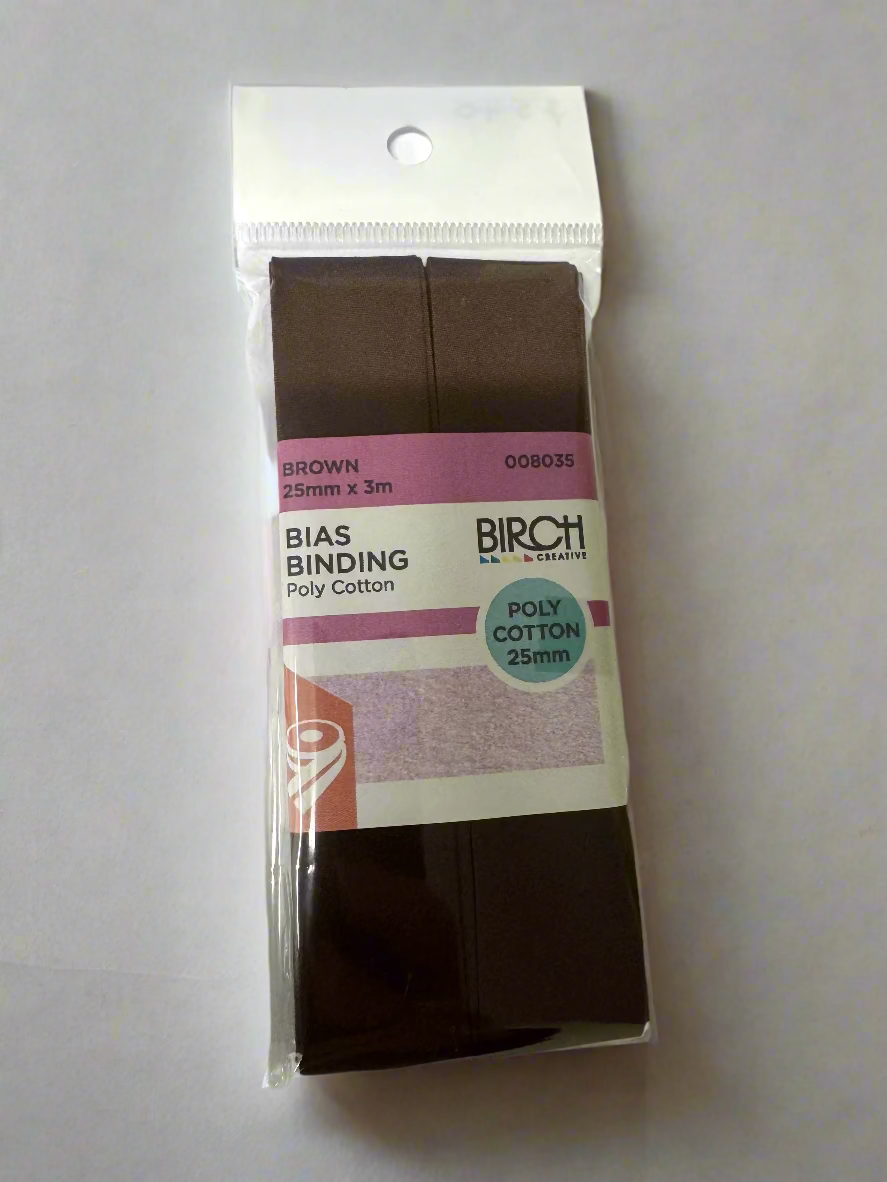 BROWN 008035
25mm x 3m
BIAS
BINDING
Poly Cotton
BIRCH
CREATIVE
POLY
COTTON
25mm